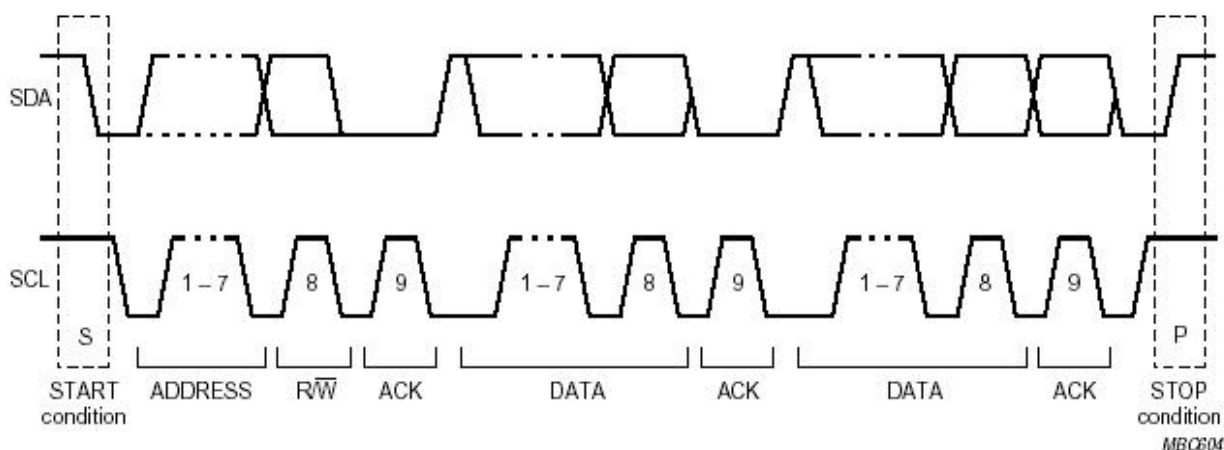 SDA
SCL
1 – 7 8 9 1 – 7 8 9 1 – 7 8 9
S P
START ADDRESS R/W̅ ACK DATA ACK DATA ACK STOP
condition condition
MBC604